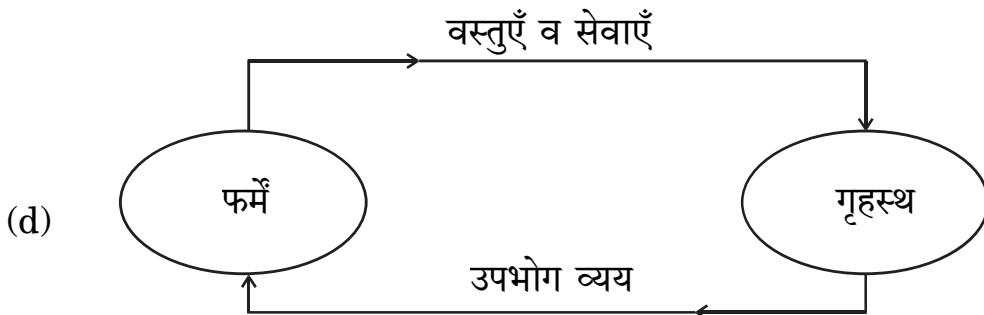 वस्तुएँ व सेवाएँ
फर्में
गृहस्थ
(d)
उपभोग व्यय